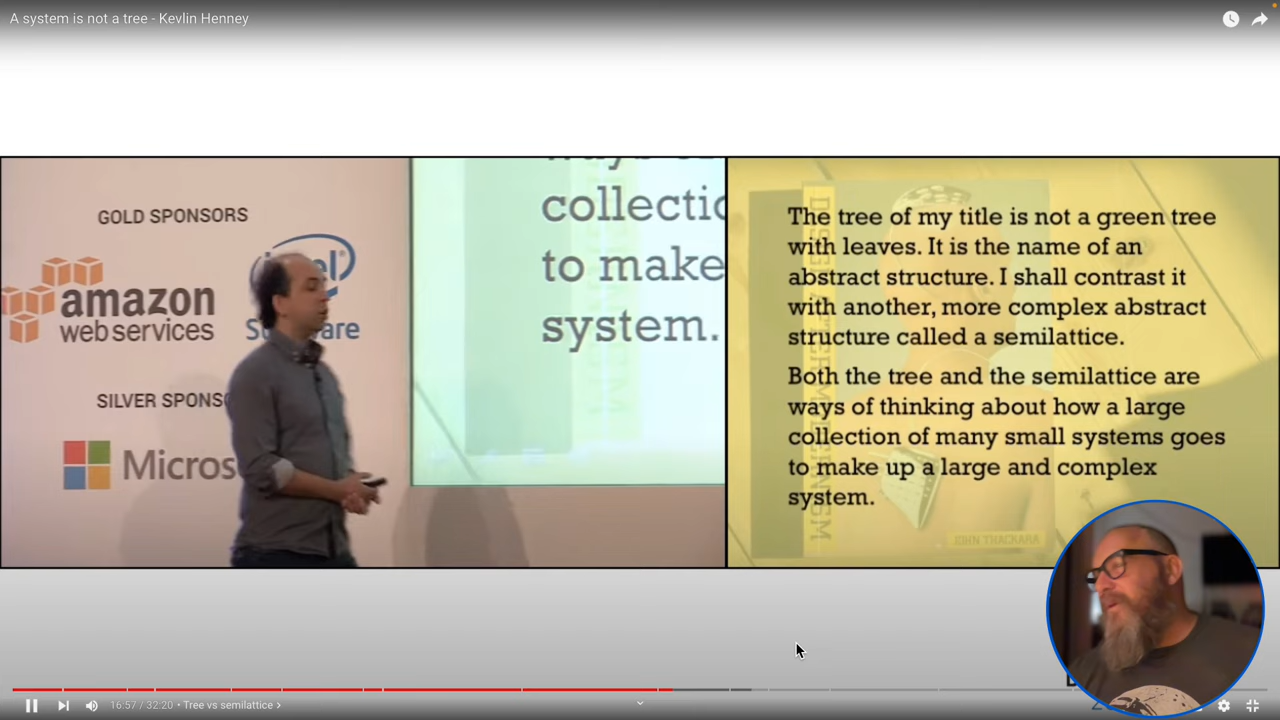 A system is not a tree - Kevlin Henney
GOLD SPONSORS
amazon
web services
intel
collectio
to make
system.
SILVER SPONS
Micros
The tree of my title is not a green tree
with leaves. It is the name of an
abstract structure. I shall contrast it
with another, more complex abstract
structure called a semilattice.
Both the tree and the semilattice are
ways of thinking about how a large
collection of many small systems goes
to make up a large and complex
system.
JOHN THACKARA
16:57 / 32:20 • Tree vs semilattice >